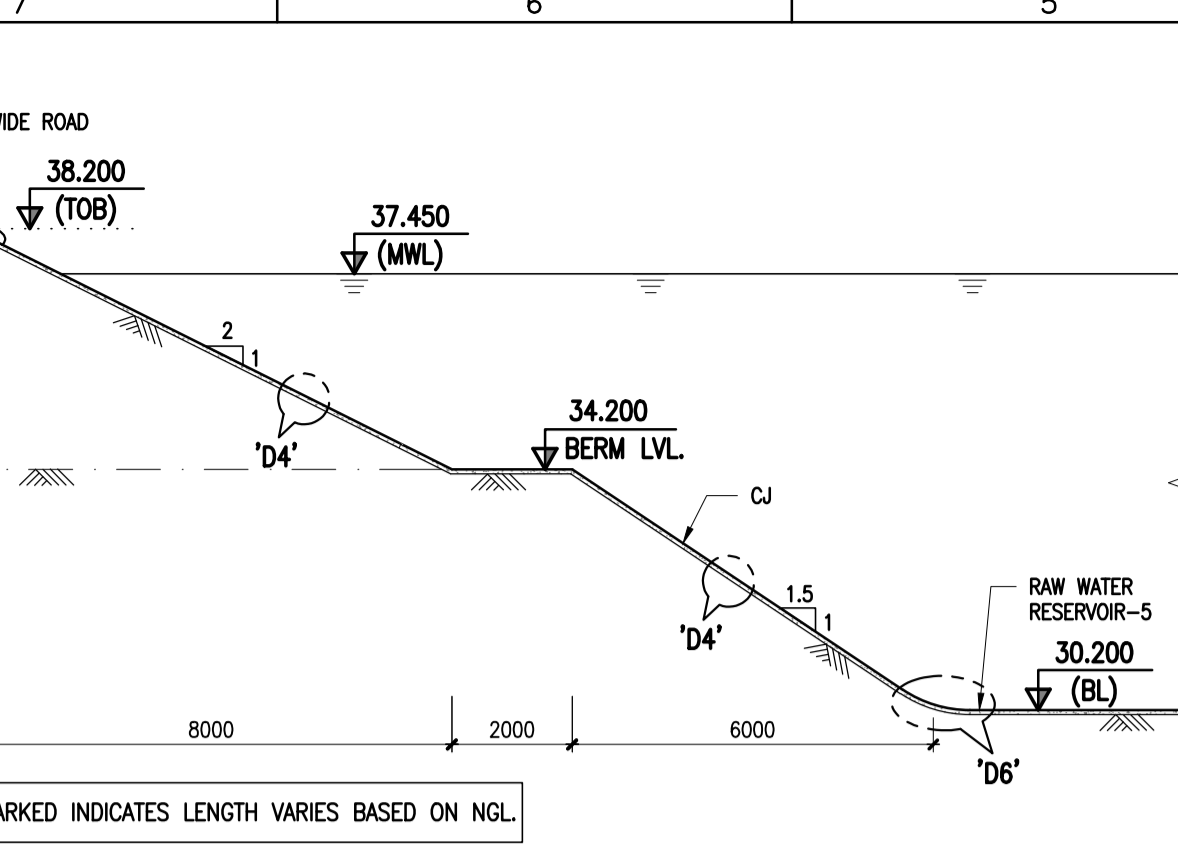 7 6 5
WIDE ROAD
38.200
(TOB)
37.450
(MWL)
2
1
'D4'
34.200
BERM LVL.
CJ
1.5
1
'D4'
RAW WATER
RESERVOIR-5
30.200
(BL)
8000 2000 6000
'D6'
ARKED INDICATES LENGTH VARIES BASED ON NGL.